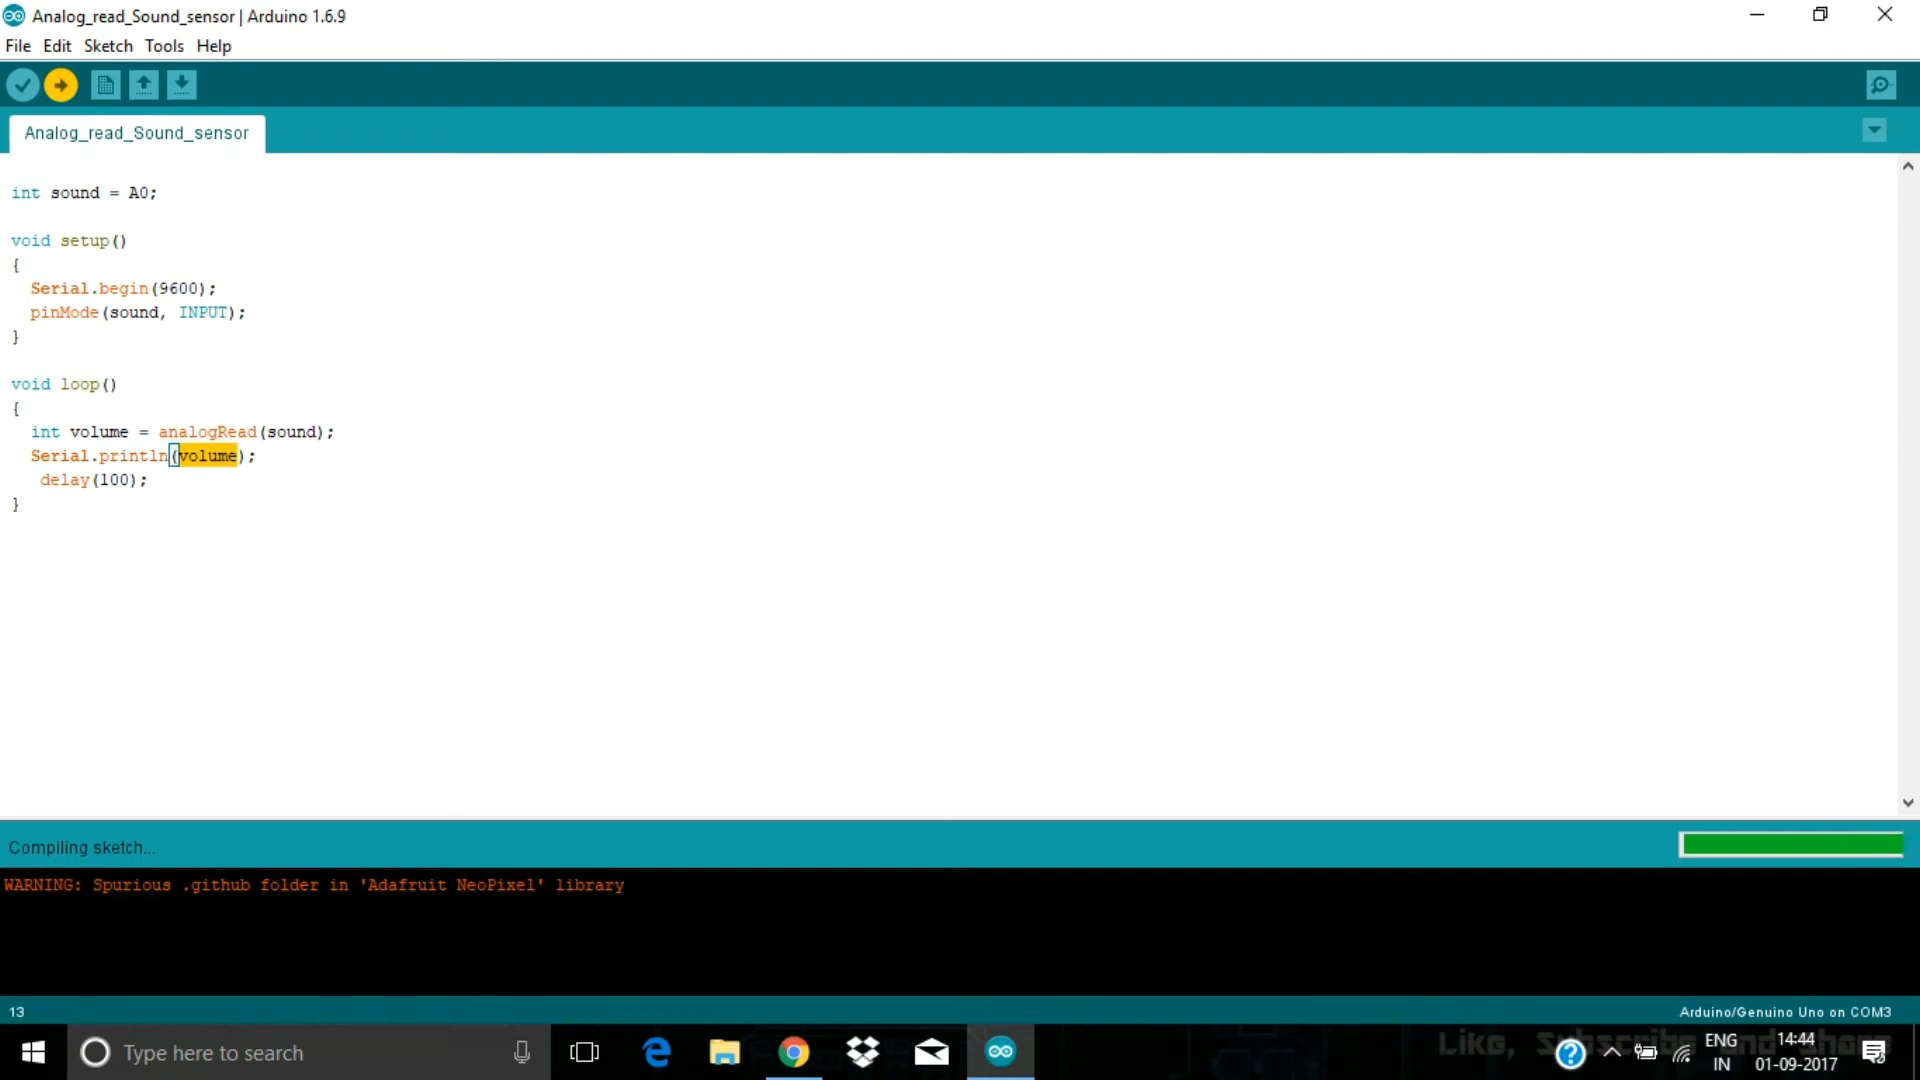 Analog_read_Sound_sensor | Arduino 1.6.9
File Edit Sketch Tools Help
Analog_read_Sound_sensor
int sound = A0;
void setup()
{
Serial.begin(9600);
pinMode(sound, INPUT);
}
void loop()
{
int volume = analogRead(sound);
Serial.println(volume);
delay(100);
}
Compiling sketch...
WARNING: Spurious .github folder in 'Adafruit NeoPixel' library
13
Arduino/Genuino Uno on COM3
Type here to search
Like, Subscribe and Share
ENG
IN
14:44
01-09-2017